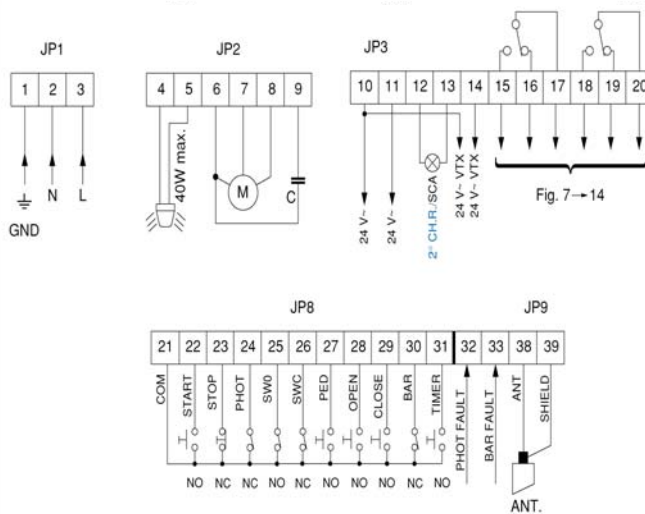 JP1
JP2
JP3
1 2 3
4 5 6 7 8 9
10 11 12 13 14 15 16 17 18 19 20
40W max.
M
C
N L
GND
24 V~
24 V~
2° CH.R./SCA
24 V~ VTX
24 V~ VTX
Fig. 7→14
JP8
JP9
21 22 23 24 25 26 27 28 29 30 31 32 33 38 39
COM
START
STOP
PHOT
SWO
SWC
PED
OPEN
CLOSE
BAR
TIMER
PHOT FAULT
BAR FAULT
ANT
SHIELD
NO NC NC NO NC NO NO NO NC NO
ANT.